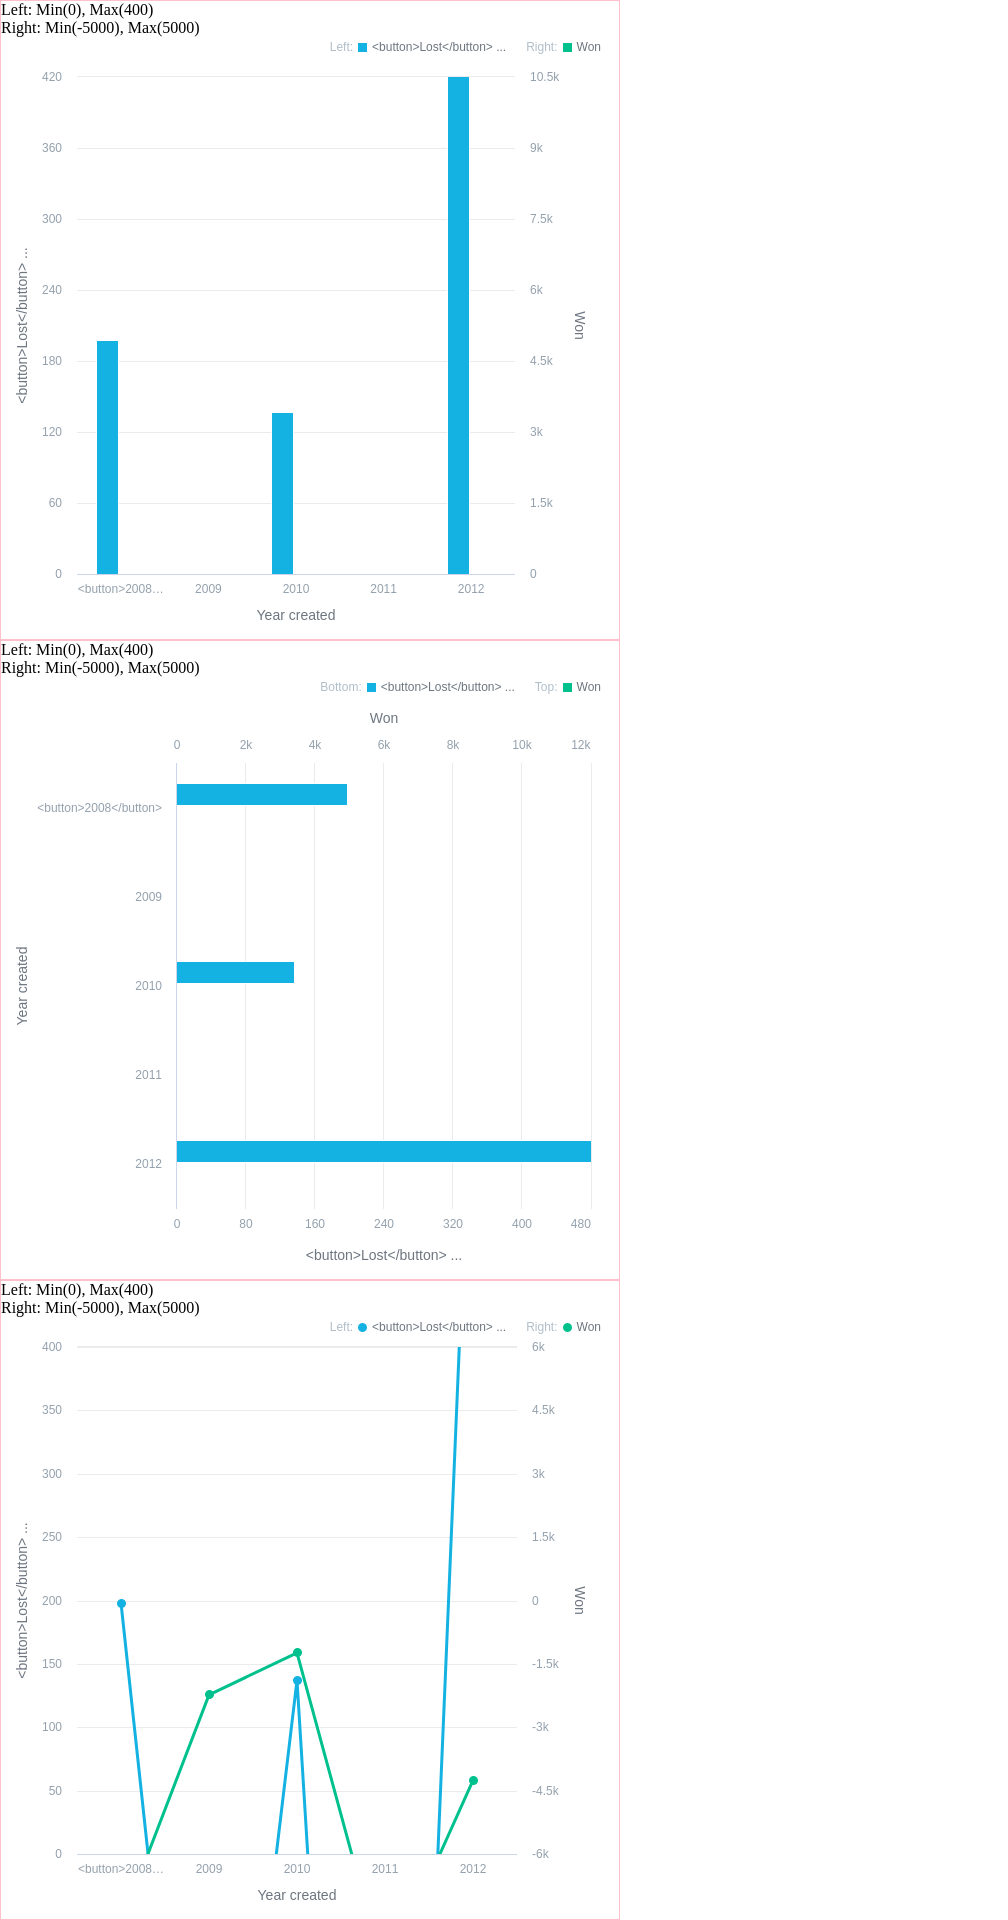 Left: Min(0), Max(400)
Right: Min(-5000), Max(5000)
Left: <button>Lost</button> ... Right: Won
420 10.5k
360 9k
300 7.5k
240 6k
180 4.5k
120 3k
60 1.5k
0 0
<button>Lost</button> ...
Won
<button>2008… 2009 2010 2011 2012
Year created
Left: Min(0), Max(400)
Right: Min(-5000), Max(5000)
Bottom: <button>Lost</button> ... Top: Won
Won
0 2k 4k 6k 8k 10k 12k
<button>2008</button>
2009
2010
2011
2012
Year created
0 80 160 240 320 400 480
<button>Lost</button> ...
Left: Min(0), Max(400)
Right: Min(-5000), Max(5000)
Left: <button>Lost</button> ... Right: Won
400 6k
350 4.5k
300 3k
250 1.5k
200 0
150 -1.5k
100 -3k
50 -4.5k
0 -6k
<button>Lost</button> ...
Won
<button>2008… 2009 2010 2011 2012
Year created